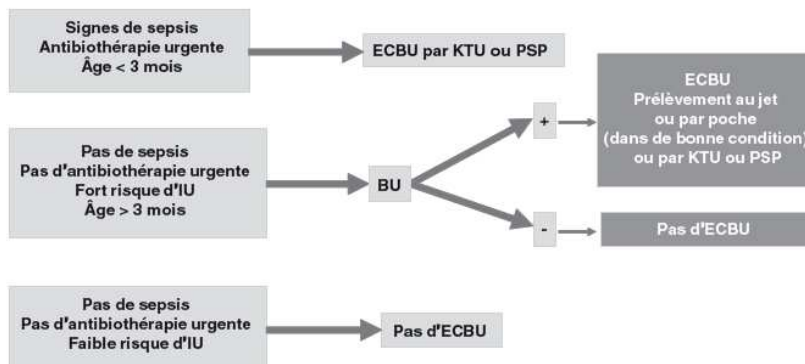 Signes de sepsis
Antibiothérapie urgente
Âge < 3 mois
ECBU par KTU ou PSP
Pas de sepsis
Pas d'antibiothérapie urgente
Fort risque d'IU
Âge > 3 mois
BU
+
ECBU
Prélèvement au jet
ou par poche
(dans de bonne condition)
ou par KTU ou PSP
-
Pas d'ECBU
Pas de sepsis
Pas d'antibiothérapie urgente
Faible risque d'IU
Pas d'ECBU